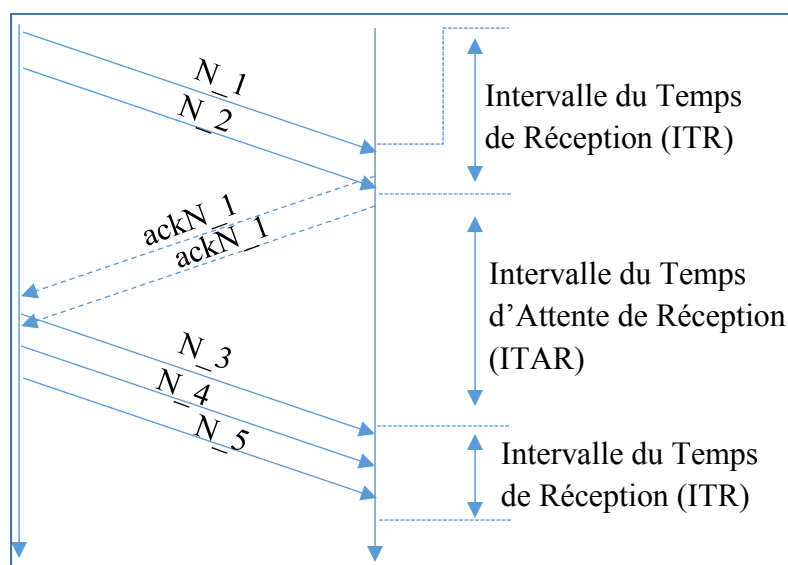 N_1
N_2
Intervalle du Temps
de Réception (ITR)
ackN_1
ackN_1
Intervalle du Temps
d’Attente de Réception
(ITAR)
N_3
N_4
N_5
Intervalle du Temps
de Réception (ITR)